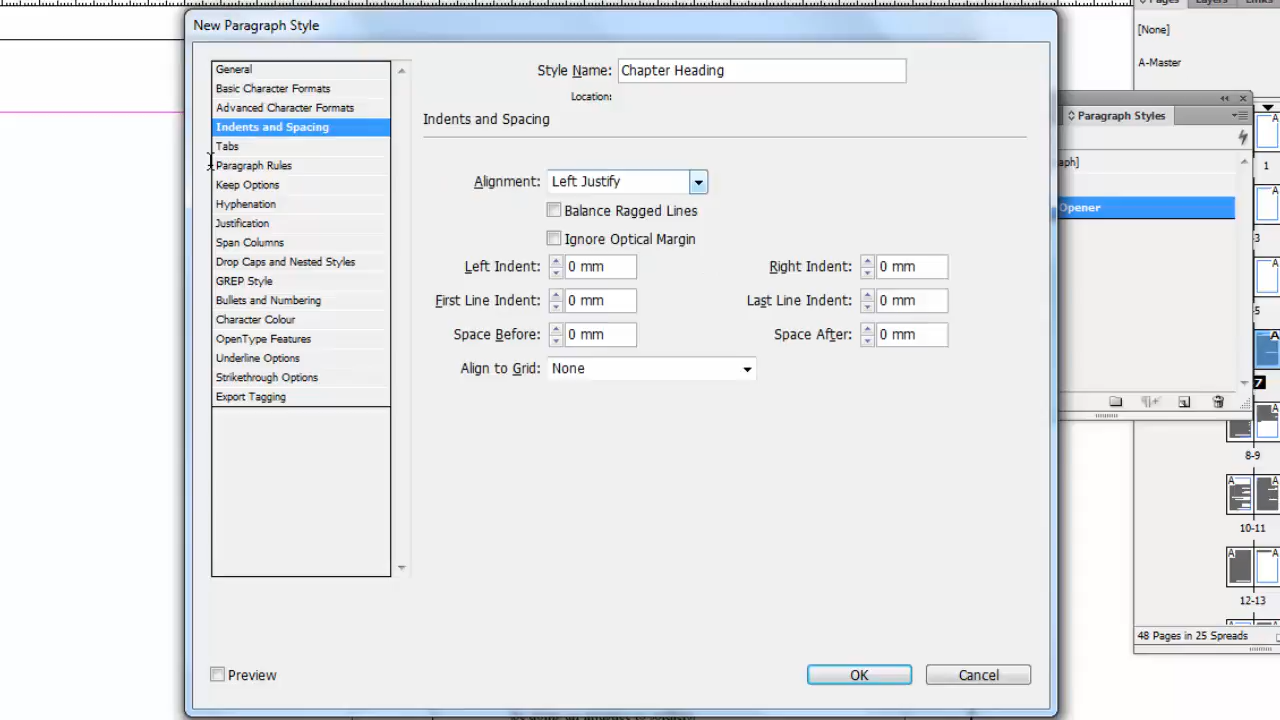 New Paragraph Style
General
Basic Character Formats
Advanced Character Formats
Indents and Spacing
Tabs
Paragraph Rules
Keep Options
Hyphenation
Justification
Span Columns
Drop Caps and Nested Styles
GREP Style
Bullets and Numbering
Character Colour
OpenType Features
Underline Options
Strikethrough Options
Export Tagging
Style Name: Chapter Heading
Location:
Indents and Spacing
Alignment: Left Justify
Balance Ragged Lines
Ignore Optical Margin
Left Indent: 0 mm Right Indent: 0 mm
First Line Indent: 0 mm Last Line Indent: 0 mm
Space Before: 0 mm Space After: 0 mm
Align to Grid: None
Preview
OK Cancel
Pages Layers Links
[None]
A-Master
Paragraph Styles
aph]
Opener
A
1
A
-3
-5
A
7
A
8-9
A A
10-11
A A
12-13
48 Pages in 25 Spreads